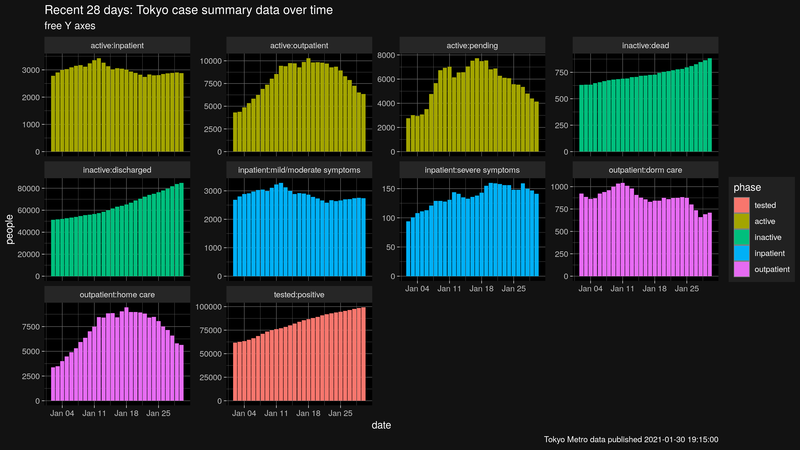 Recent 28 days: Tokyo case summary data over time
free Y axes
active:inpatient
active:outpatient
active:pending
inactive:dead
3000
2000
1000
0
10000
7500
5000
2500
0
8000
6000
4000
2000
0
750
500
250
0
inactive:discharged
inpatient:mild/moderate symptoms
inpatient:severe symptoms
outpatient:dorm care
80000
60000
40000
20000
0
3000
2000
1000
0
150
100
50
0
1000
750
500
250
0
Jan 04 Jan 11 Jan 18 Jan 25
Jan 04 Jan 11 Jan 18 Jan 25
outpatient:home care
tested:positive
7500
5000
2500
0
100000
75000
50000
25000
0
Jan 04 Jan 11 Jan 18 Jan 25
Jan 04 Jan 11 Jan 18 Jan 25
people
date
phase
tested
active
inactive
inpatient
outpatient
Tokyo Metro data published 2021-01-30 19:15:00